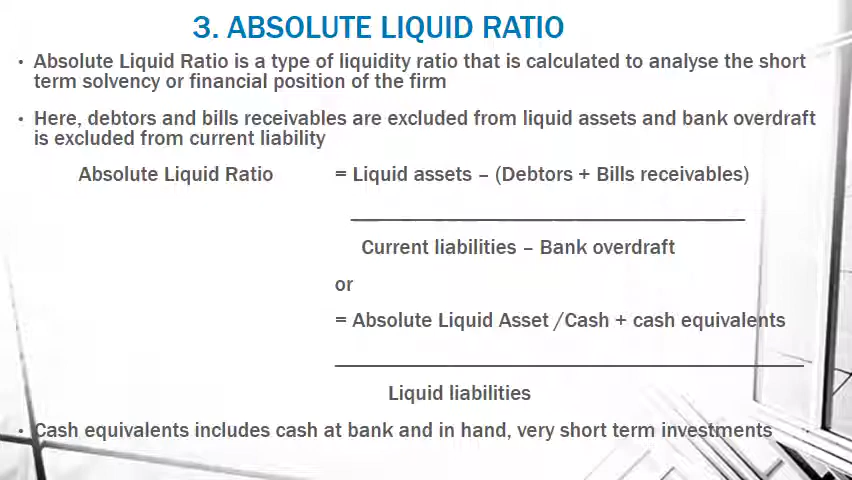 3. ABSOLUTE LIQUID RATIO
• Absolute Liquid Ratio is a type of liquidity ratio that is calculated to analyse the short
term solvency or financial position of the firm
• Here, debtors and bills receivables are excluded from liquid assets and bank overdraft
is excluded from current liability
Absolute Liquid Ratio = Liquid assets – (Debtors + Bills receivables)
Current liabilities – Bank overdraft
or
= Absolute Liquid Asset /Cash + cash equivalents
Liquid liabilities
• Cash equivalents includes cash at bank and in hand, very short term investments